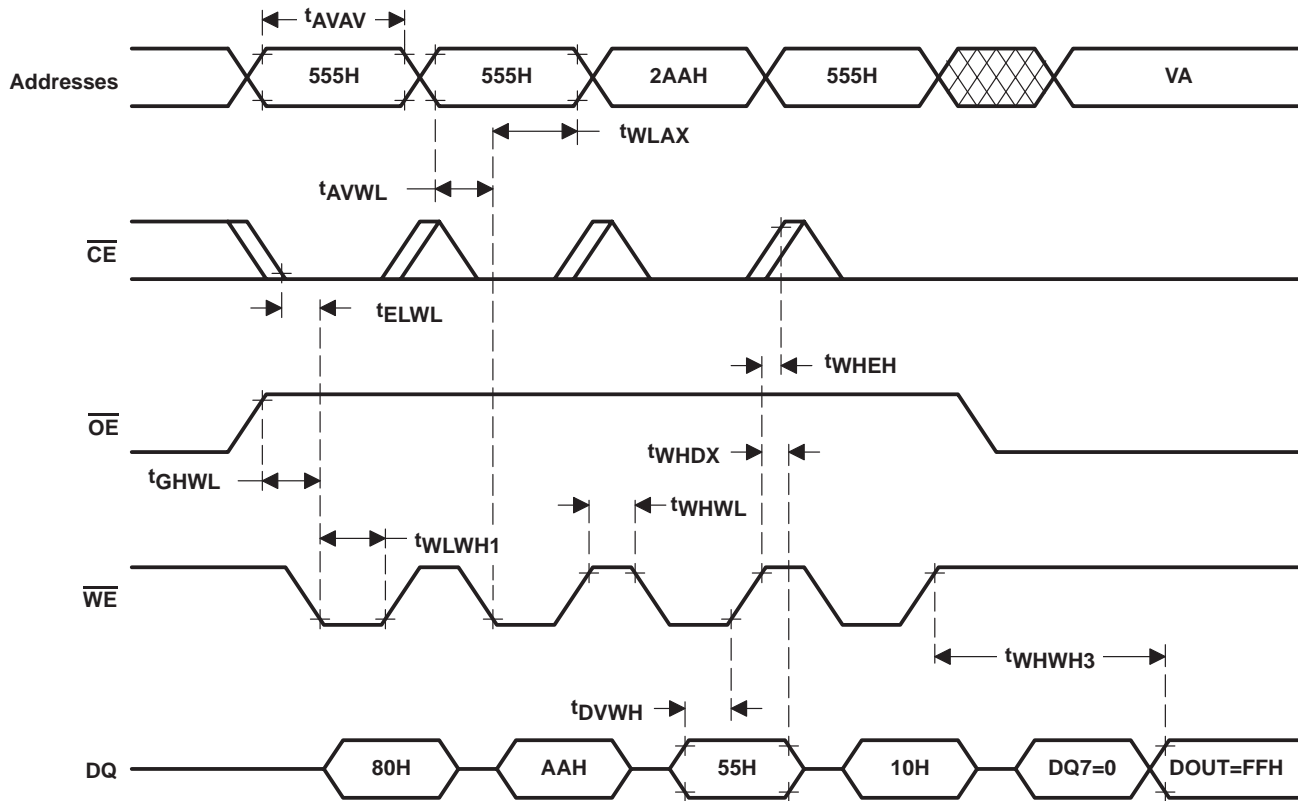 tAVAV
Addresses 555H 555H 2AAH 555H VA
tWLAX
tAVWL
CE
tELWL
tWHEH
OE
tWHDX
tGHWL
tWHWL
tWLWH1
WE
tWHWH3
tDVWH
DQ 80H AAH 55H 10H DQ7=0 DOUT=FFH